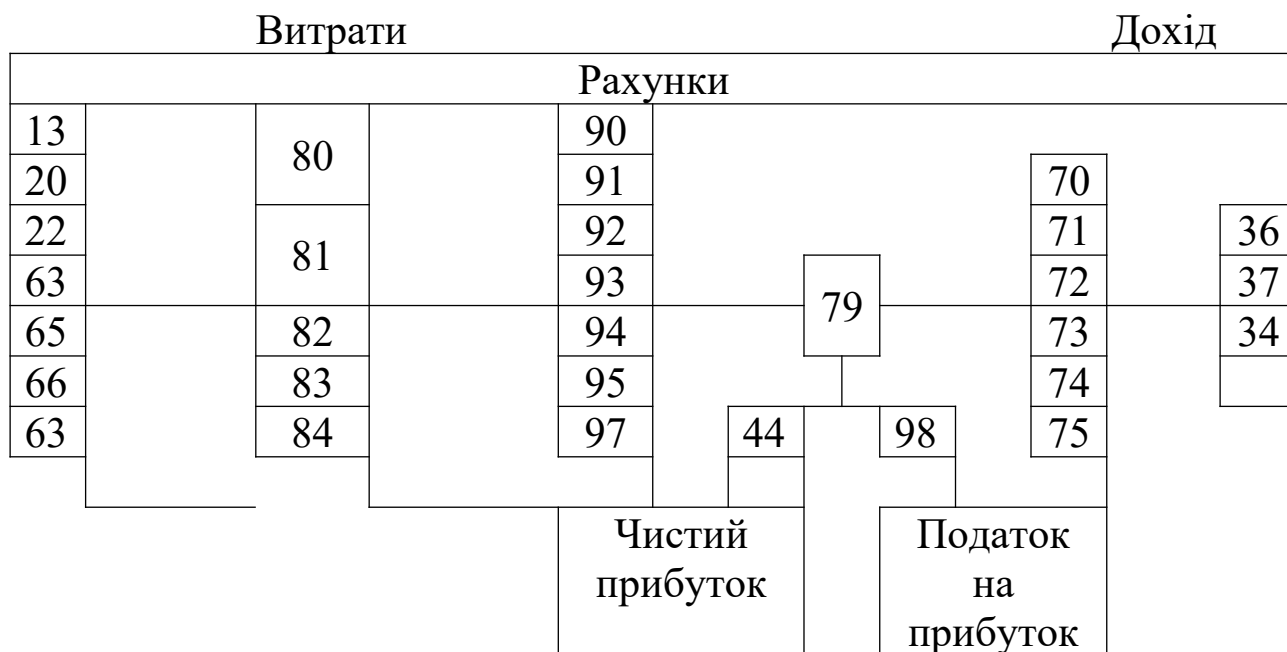 Витрати Дохід
Рахунки
13 90
80
20 91 70
22 92 71 36
81
63 93 72 37
79
65 82 94 73 34
66 83 95 74
63 84 97 44 98 75
Чистий Податок
прибуток на
прибуток